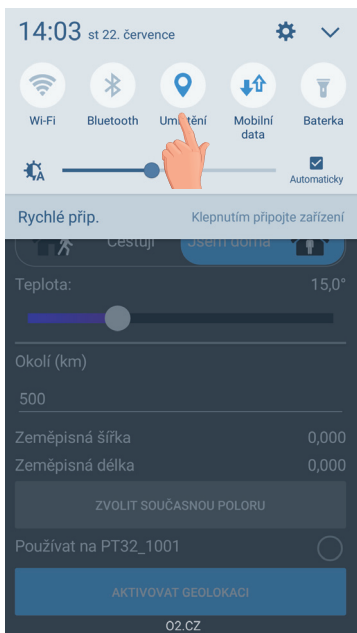 14:03 st 22. července
Wi-Fi Bluetooth Umístění Mobilní data Baterka
A
Automaticky
Rychlé přip. Klepnutím připojte zařízení
Cestuji Jsem doma
Teplota: 15,0°
Okolí (km)
500
Zeměpisná šířka 0,000
Zeměpisná délka 0,000
ZVOLIT SOUČASNOU POLORU
Používat na PT32_1001
AKTIVOVAT GEOLOKACI
O2.CZ